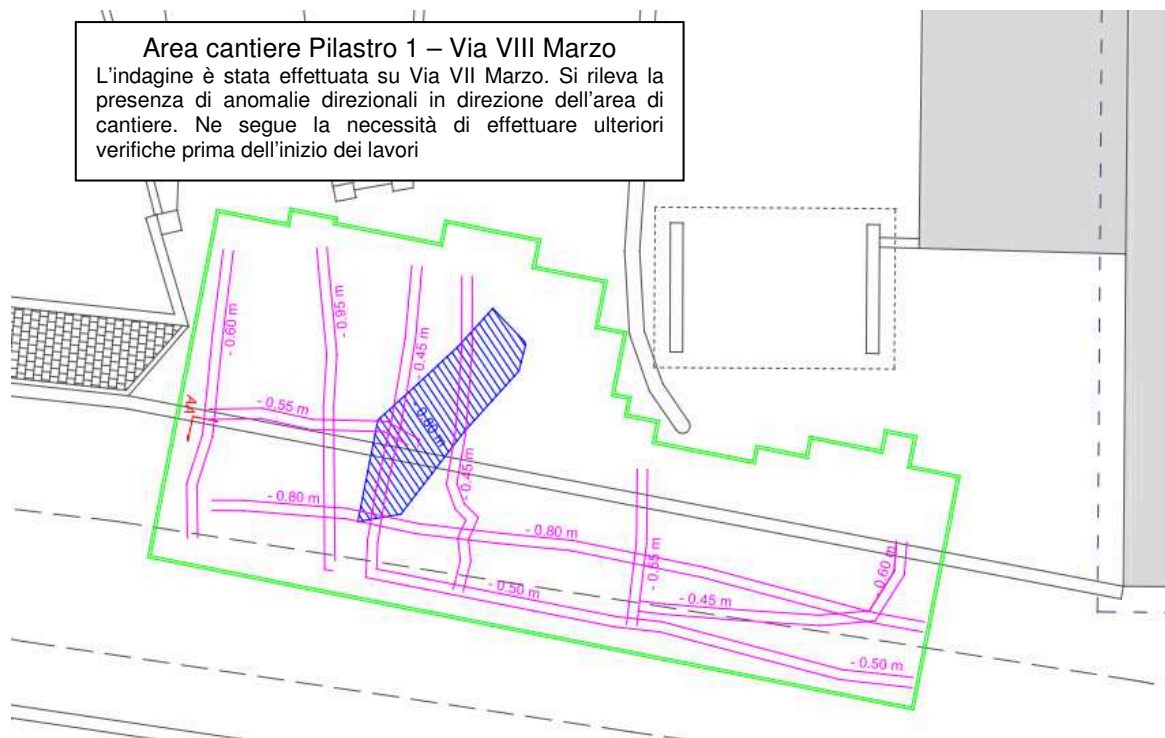 Area cantiere Pilastro 1 – Via VIII Marzo
L'indagine è stata effettuata su Via VII Marzo. Si rileva la
presenza di anomalie direzionali in direzione dell'area di
cantiere. Ne segue la necessità di effettuare ulteriori
verifiche prima dell'inizio dei lavori
- 0.60 m
- 0.95 m
- 0.45 m
- 0.55 m
- 0.80 m
- 0.45 m
- 0.80 m
- 0.80 m
- 0.55 m
- 0.60 m
- 0.50 m
- 0.45 m
- 0.50 m